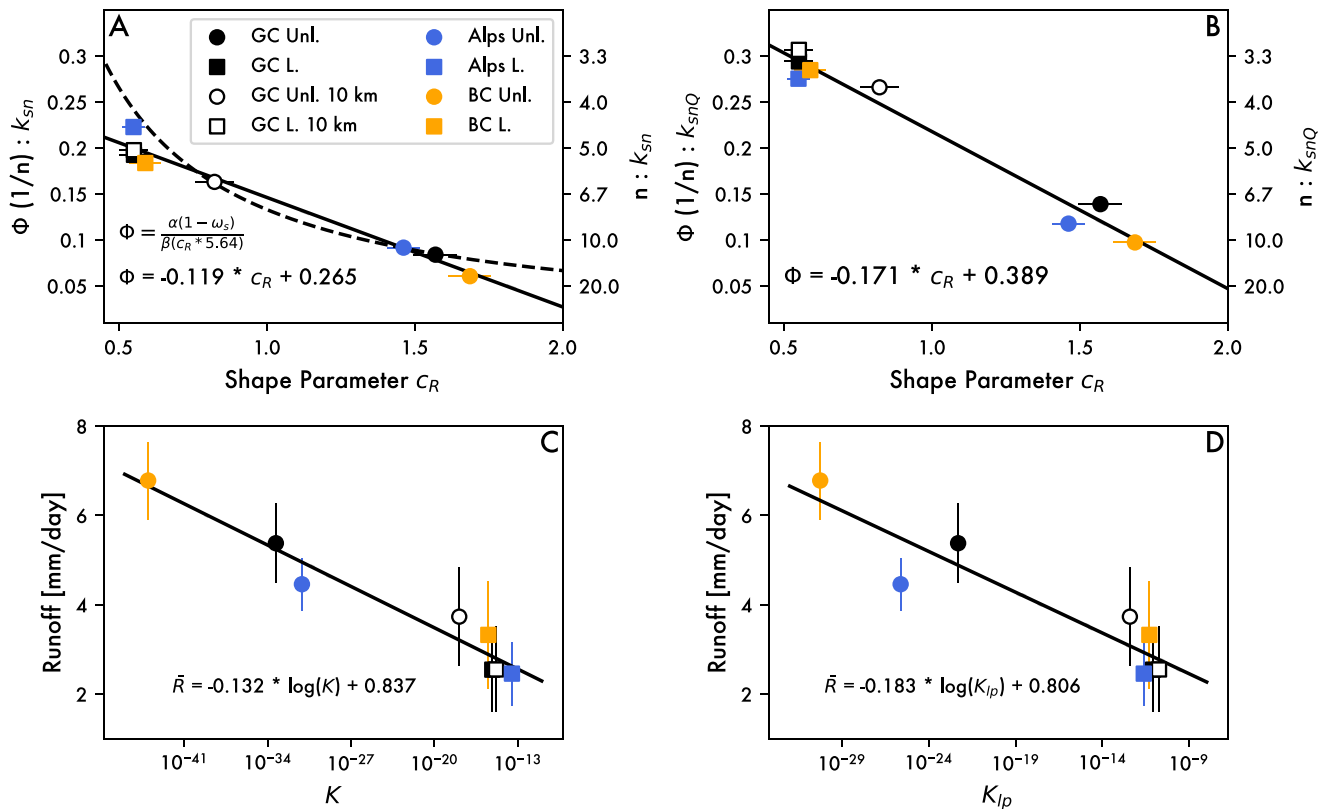 A
GC Unl.
GC L.
GC Unl. 10 km
GC L. 10 km
Alps Unl.
Alps L.
BC Unl.
BC L.
0.3
0.25
0.2
0.15
0.1
0.05
Φ (1/n) : k_sn
3.3
4.0
5.0
6.7
10.0
20.0
n : k_sn
Φ = α(1 − ω_s) / β(c_R * 5.64)
Φ = -0.119 * c_R + 0.265
0.5 1.0 1.5 2.0
Shape Parameter c_R
B
0.3
0.25
0.2
0.15
0.1
0.05
Φ (1/n) : k_snQ
3.3
4.0
5.0
6.7
10.0
20.0
n : k_snQ
Φ = -0.171 * c_R + 0.389
0.5 1.0 1.5 2.0
Shape Parameter c_R
C
8
6
4
2
Runoff [mm/day]
R̄ = -0.132 * log(K) + 0.837
10^-41 10^-34 10^-27 10^-20 10^-13
K
D
8
6
4
2
Runoff [mm/day]
R̄ = -0.183 * log(K_lp) + 0.806
10^-29 10^-24 10^-19 10^-14 10^-9
K_lp